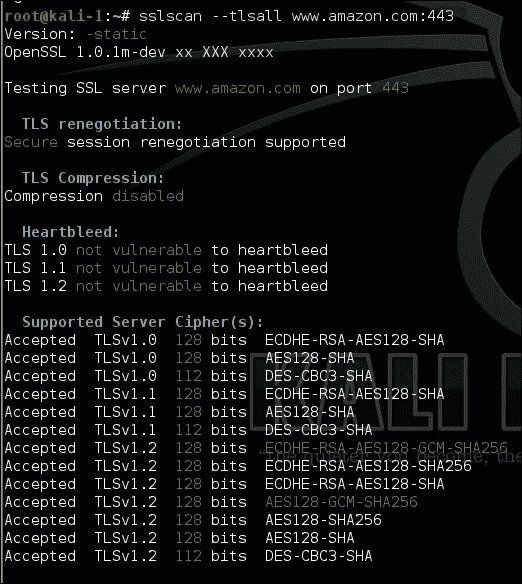 root@kali-1:~# sslscan --tlsall www.amazon.com:443
Version: -static
OpenSSL 1.0.1m-dev xx XXX xxxx
Testing SSL server www.amazon.com on port 443
TLS renegotiation:
Secure session renegotiation supported
TLS Compression:
Compression disabled
Heartbleed:
TLS 1.0 not vulnerable to heartbleed
TLS 1.1 not vulnerable to heartbleed
TLS 1.2 not vulnerable to heartbleed
Supported Server Cipher(s):
Accepted TLSv1.0 128 bits ECDHE-RSA-AES128-SHA
Accepted TLSv1.0 128 bits AES128-SHA
Accepted TLSv1.0 112 bits DES-CBC3-SHA
Accepted TLSv1.1 128 bits ECDHE-RSA-AES128-SHA
Accepted TLSv1.1 128 bits AES128-SHA
Accepted TLSv1.1 112 bits DES-CBC3-SHA
Accepted TLSv1.2 128 bits ECDHE-RSA-AES128-GCM-SHA256
Accepted TLSv1.2 128 bits ECDHE-RSA-AES128-SHA256
Accepted TLSv1.2 128 bits ECDHE-RSA-AES128-SHA
Accepted TLSv1.2 128 bits AES128-GCM-SHA256
Accepted TLSv1.2 128 bits AES128-SHA256
Accepted TLSv1.2 128 bits AES128-SHA
Accepted TLSv1.2 112 bits DES-CBC3-SHA
KALI